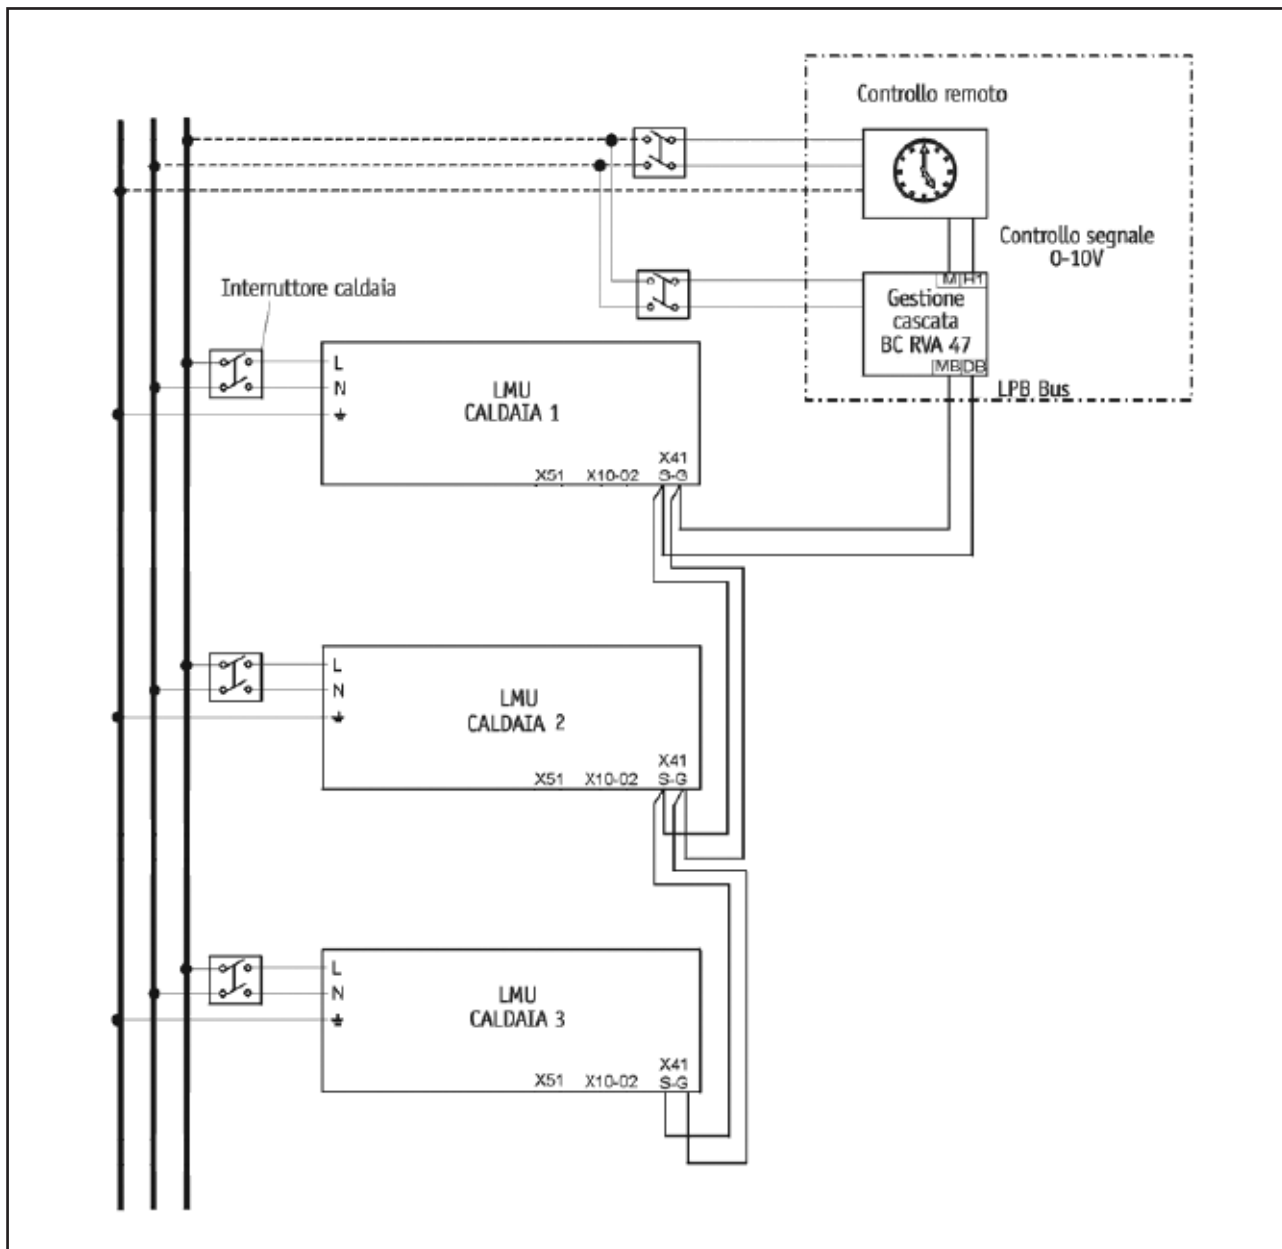 Controllo remoto
Controllo segnale
0-10V
M H1
Gestione
cascata
BC RVA 47
MB DB
LPB Bus
Interruttore caldaia
L
N
LMU
CALDAIA 1
X41
X51 X10-02 S-G
L
N
LMU
CALDAIA 2
X41
X51 X10-02 S-G
L
N
LMU
CALDAIA 3
X41
X51 X10-02 S-G